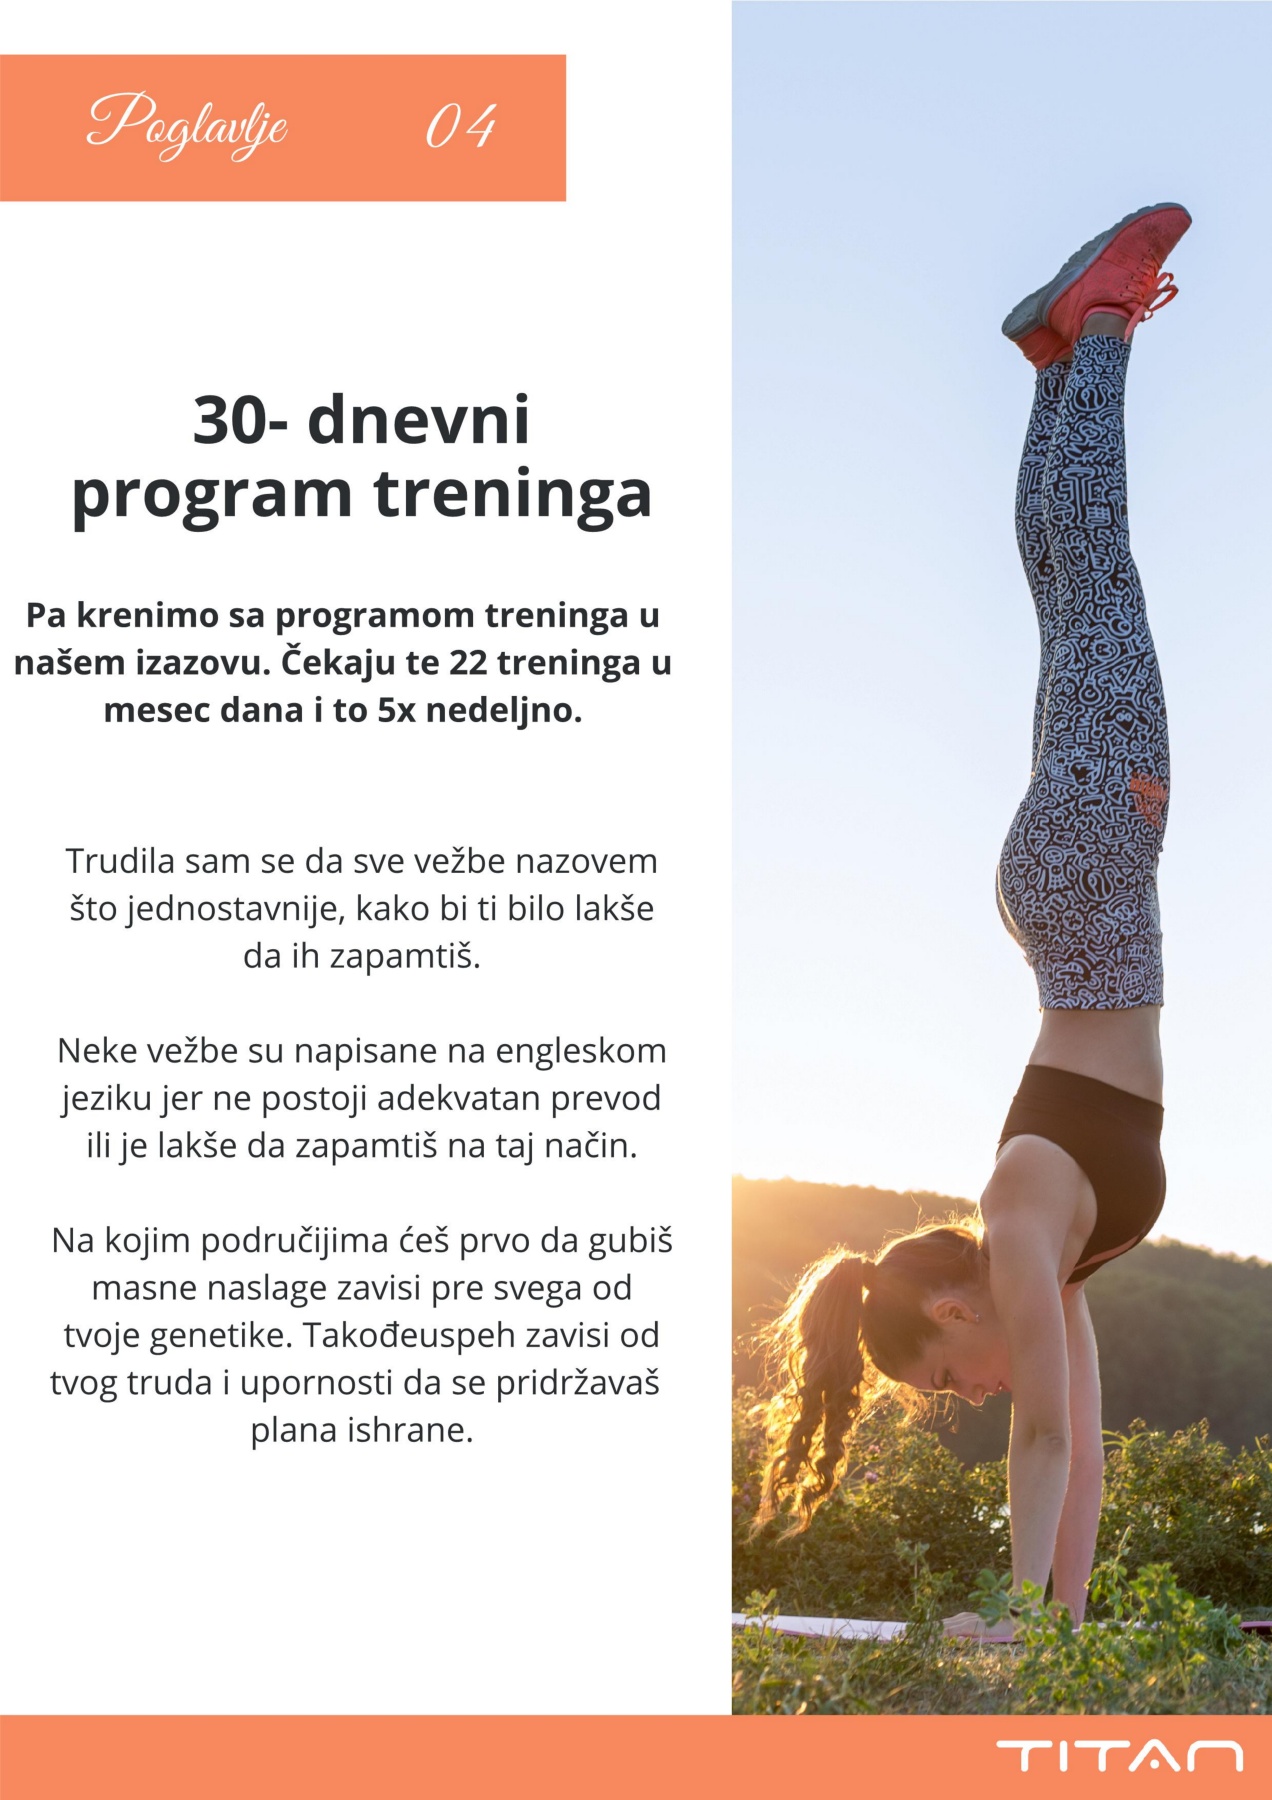 Poglavlje 04
30- dnevni
program treninga
Pa krenimo sa programom treninga u
našem izazovu. Čekaju te 22 treninga u
mesec dana i to 5x nedeljno.
Trudila sam se da sve vežbe nazovem
što jednostavnije, kako bi ti bilo lakše
da ih zapamtiš.
Neke vežbe su napisane na engleskom
jeziku jer ne postoji adekvatan prevod
ili je lakše da zapamtiš na taj način.
Na kojim područijima ćeš prvo da gubiš
masne naslage zavisi pre svega od
tvoje genetike. Takođeuspeh zavisi od
tvog truda i upornosti da se pridržavaš
plana ishrane.
TITAN